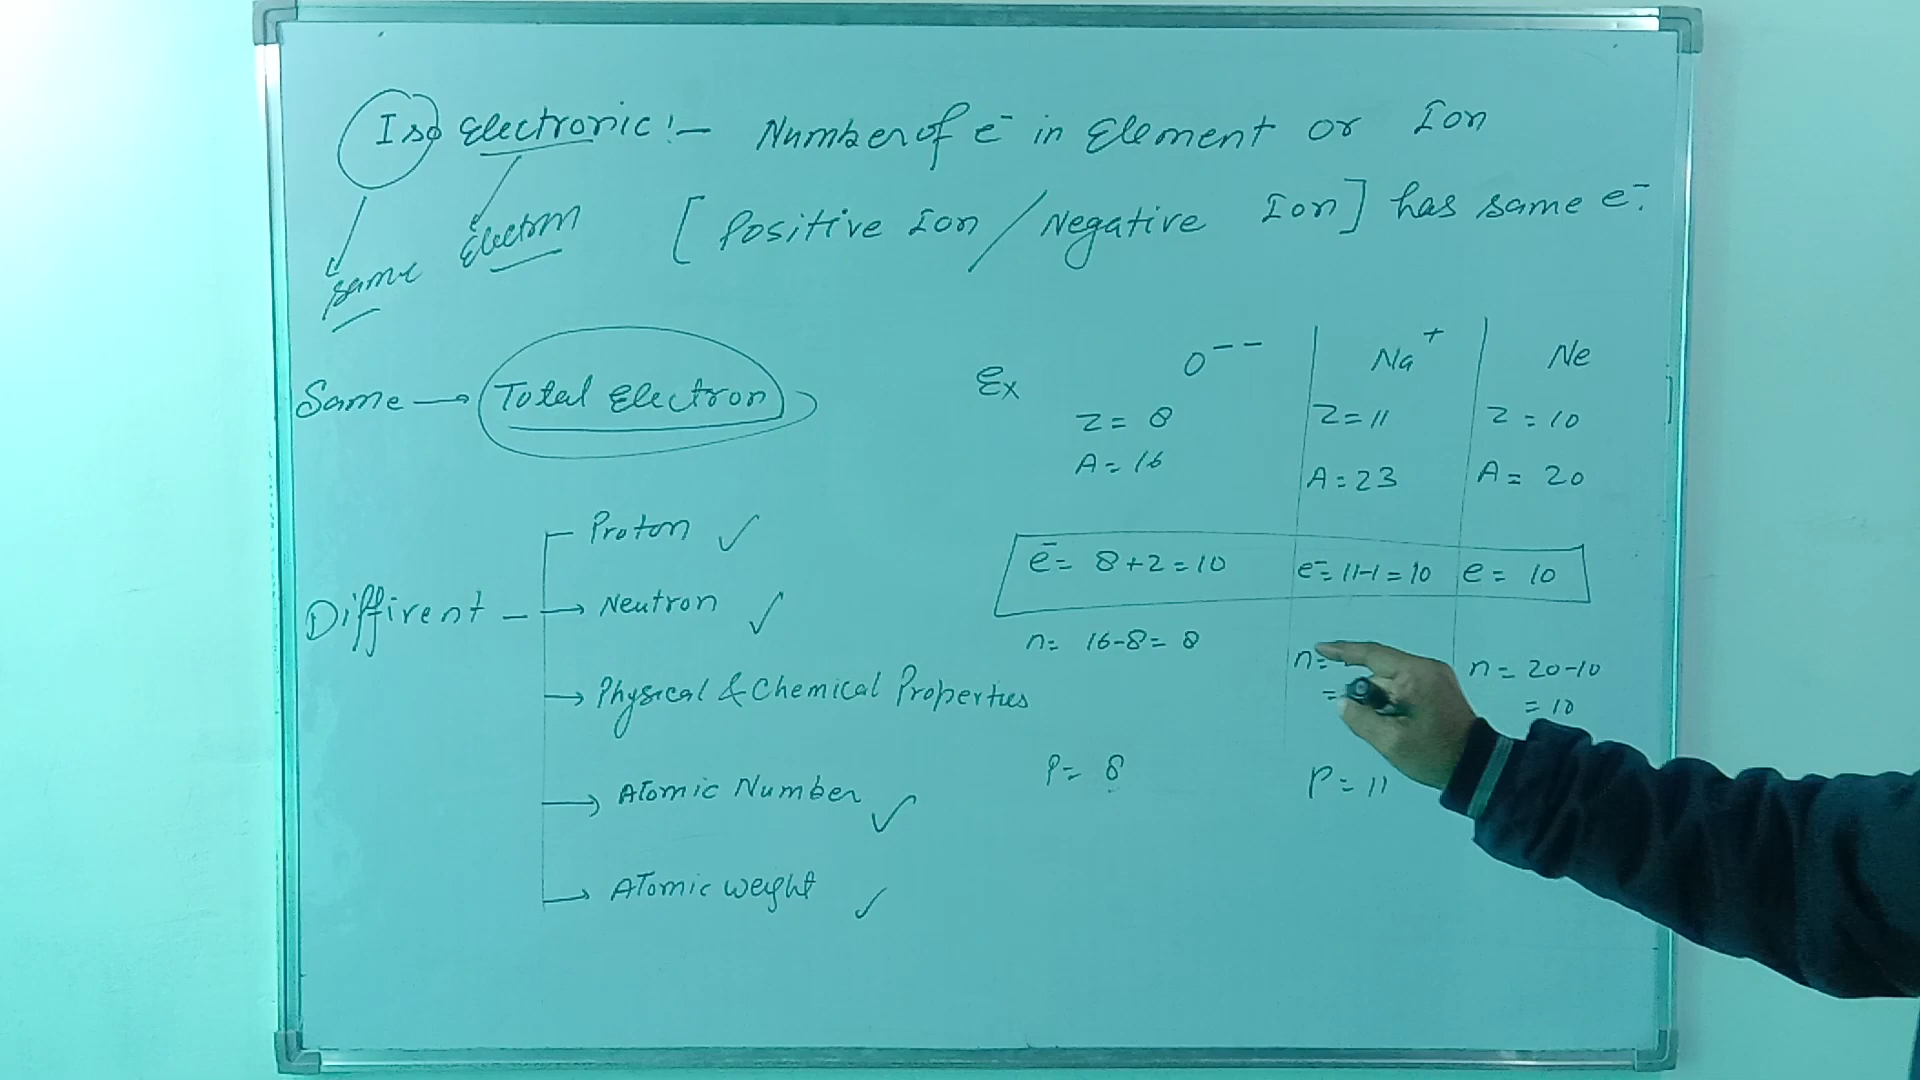 Iso Electronic :- Number of e⁻ in Element or Ion
[Positive Ion / Negative Ion] has same e⁻.
same Electron
Same → Total Electron
Diffirent
Proton ✓
→ Neutron ✓
→ Physical & Chemical Properties
→ Atomic Number ✓
→ Atomic weight ✓
Ex O⁻⁻ Na⁺ Ne
Z = 8 Z = 11 Z = 10
A = 16 A = 23 A = 20
e⁻ = 8+2 = 10 e⁻ = 11-1 = 10 e = 10
n = 16-8 = 8 n = n = 20-10
= = 10
P = 8 P = 11